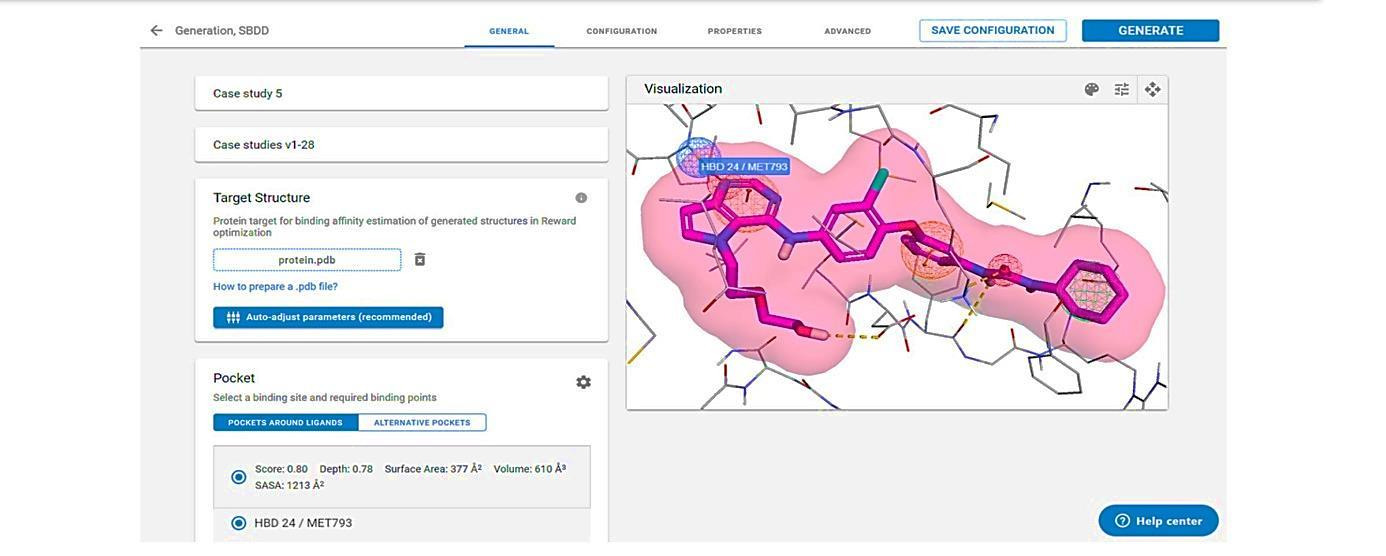 Generation, SBDD
GENERAL
CONFIGURATION
PROPERTIES
ADVANCED
SAVE CONFIGURATION
GENERATE
Case study 5
Case studies v1-28
Target Structure
Protein target for binding affinity estimation of generated structures in Reward
optimization
protein.pdb
How to prepare a .pdb file?
Auto-adjust parameters (recommended)
Pocket
Select a binding site and required binding points
POCKETS AROUND LIGANDS
ALTERNATIVE POCKETS
Score: 0.80 Depth: 0.78 Surface Area: 377 Å² Volume: 610 Å³
SASA: 1213 Å²
HBD 24 / MET793
Visualization
HBD 24 / MET793
Help center